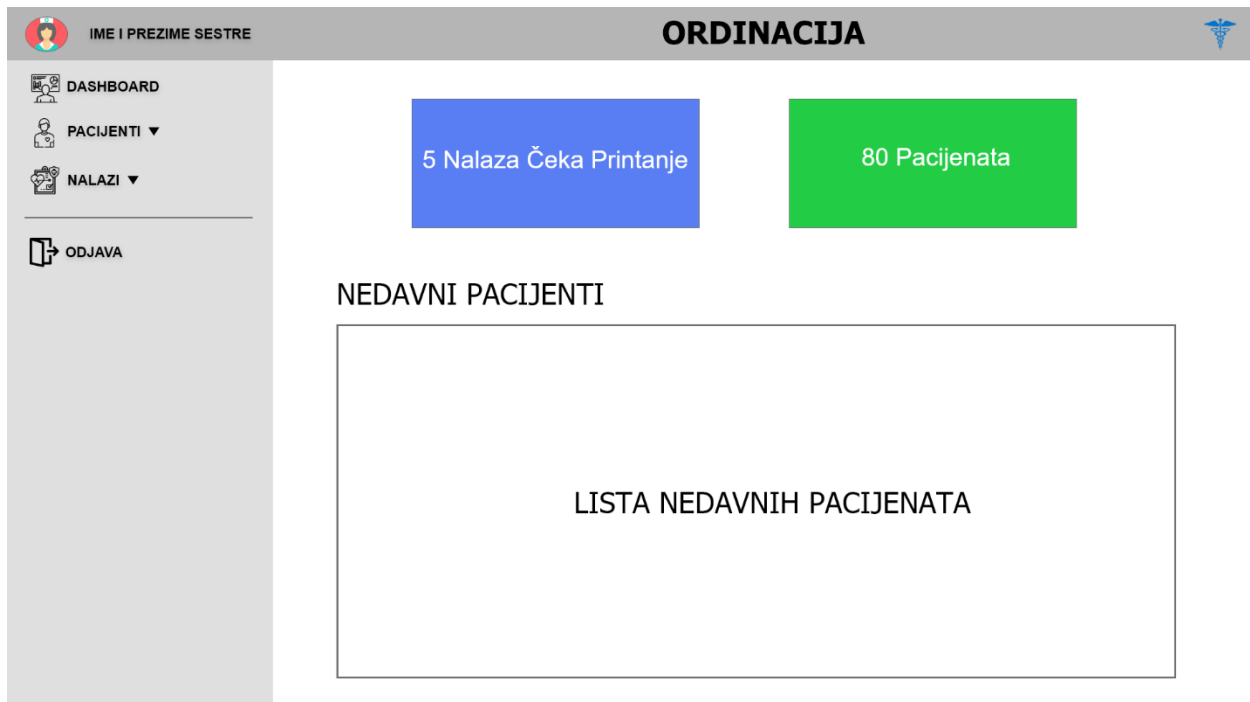 IME I PREZIME SESTRE
ORDINACIJA
DASHBOARD
PACIJENTI ▼
NALAZI ▼
ODJAVA
5 Nalaza Čeka Printanje
80 Pacijenata
NEDAVNI PACIJENTI
LISTA NEDAVNIH PACIJENATA